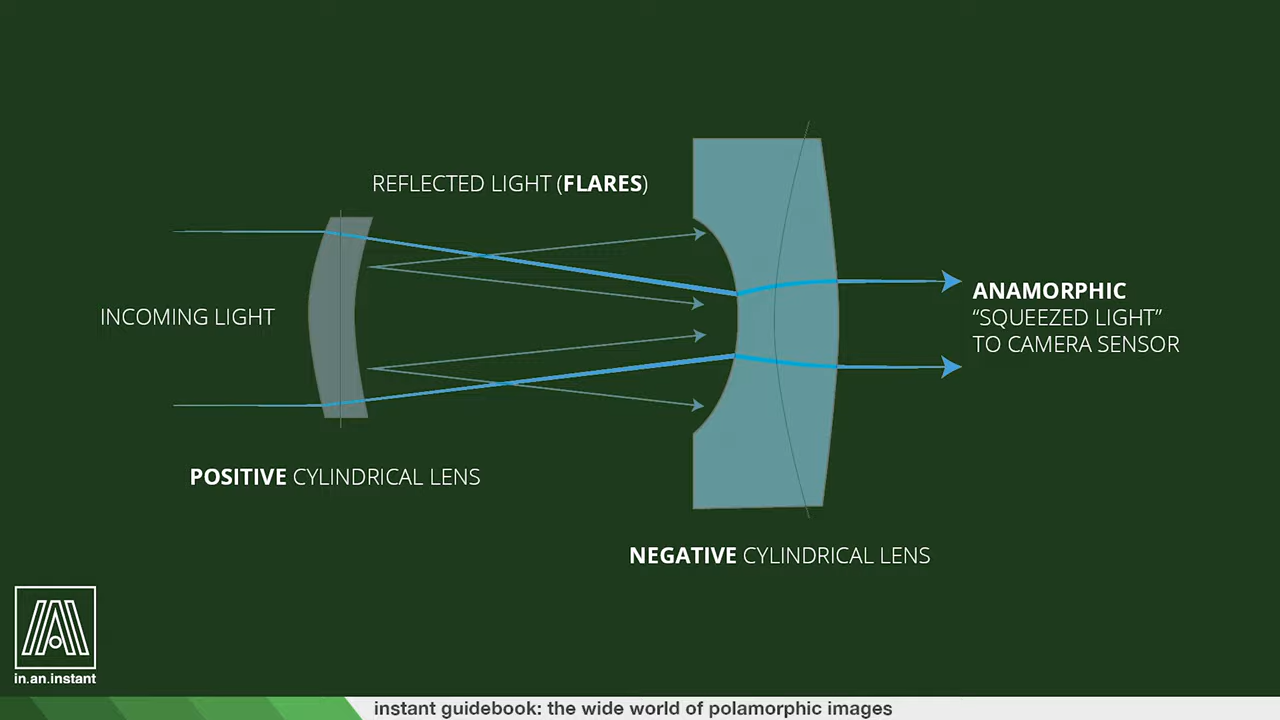 REFLECTED LIGHT (FLARES)
INCOMING LIGHT
ANAMORPHIC
“SQUEEZED LIGHT”
TO CAMERA SENSOR
POSITIVE CYLINDRICAL LENS
NEGATIVE CYLINDRICAL LENS
in.an.instant
instant guidebook: the wide world of polamorphic images